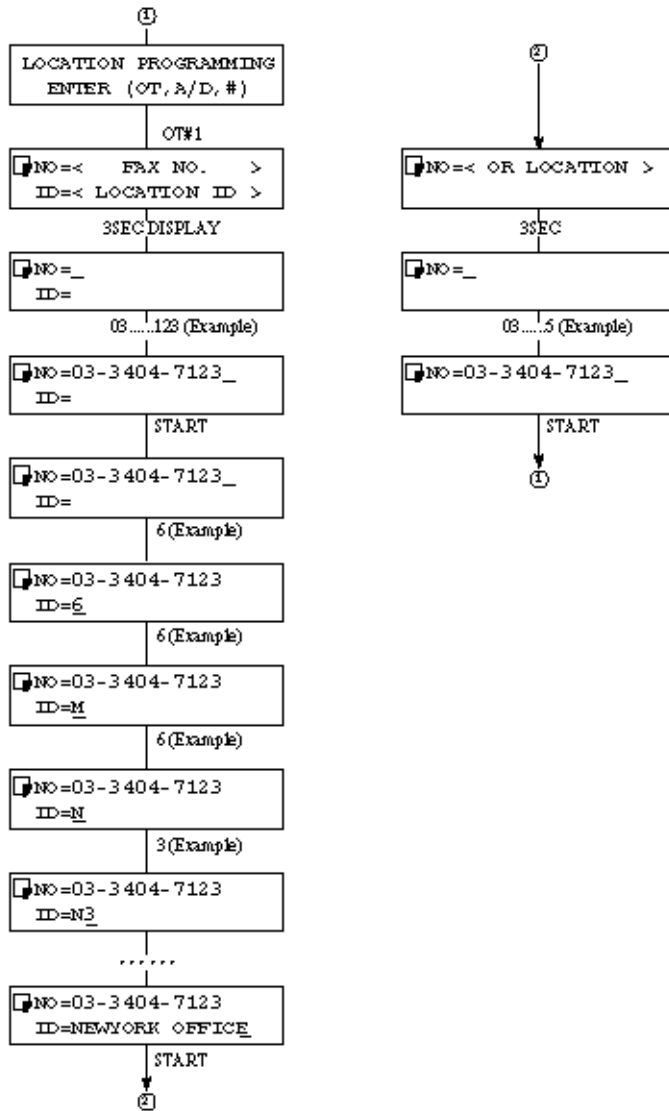 1
LOCATION PROGRAMMING
ENTER (OT, A/D, #)
OT#1
NO=< FAX NO. >
ID=< LOCATION ID >
3SEC DISPLAY
NO=_
ID=
03.....123 (Example)
NO=03-3404-7123_
ID=
START
NO=03-3404-7123_
ID=
6 (Example)
NO=03-3404-7123
ID=6
6 (Example)
NO=03-3404-7123
ID=M
6 (Example)
NO=03-3404-7123
ID=N
3 (Example)
NO=03-3404-7123
ID=N3
......
NO=03-3404-7123
ID=NEWYORK OFFICE
START
2
2
NO=< OR LOCATION >
3SEC
NO=_
03.....5 (Example)
NO=03-3404-7123_
START
1